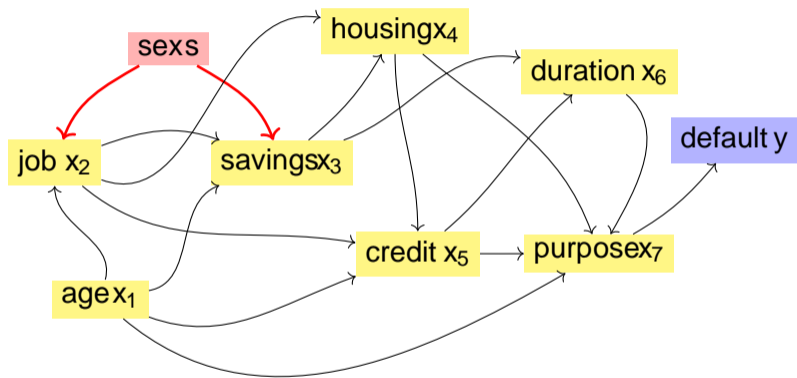 sex s
housing x₄
duration x₆
default y
job x₂
savings x₃
credit x₅
purpose x₇
age x₁